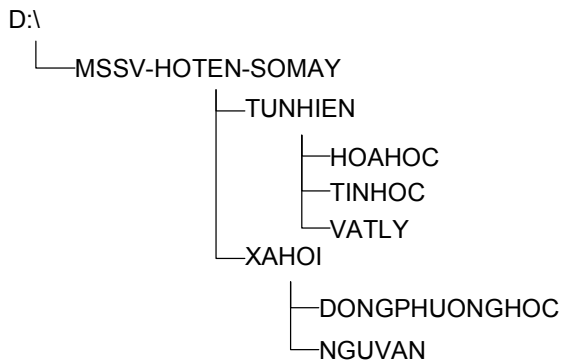 D:\
MSSV-HOTEN-SOMAY
TUNHIEN
HOAHOC
TINHOC
VATLY
XAHOI
DONGPHUONGHOC
NGUVAN